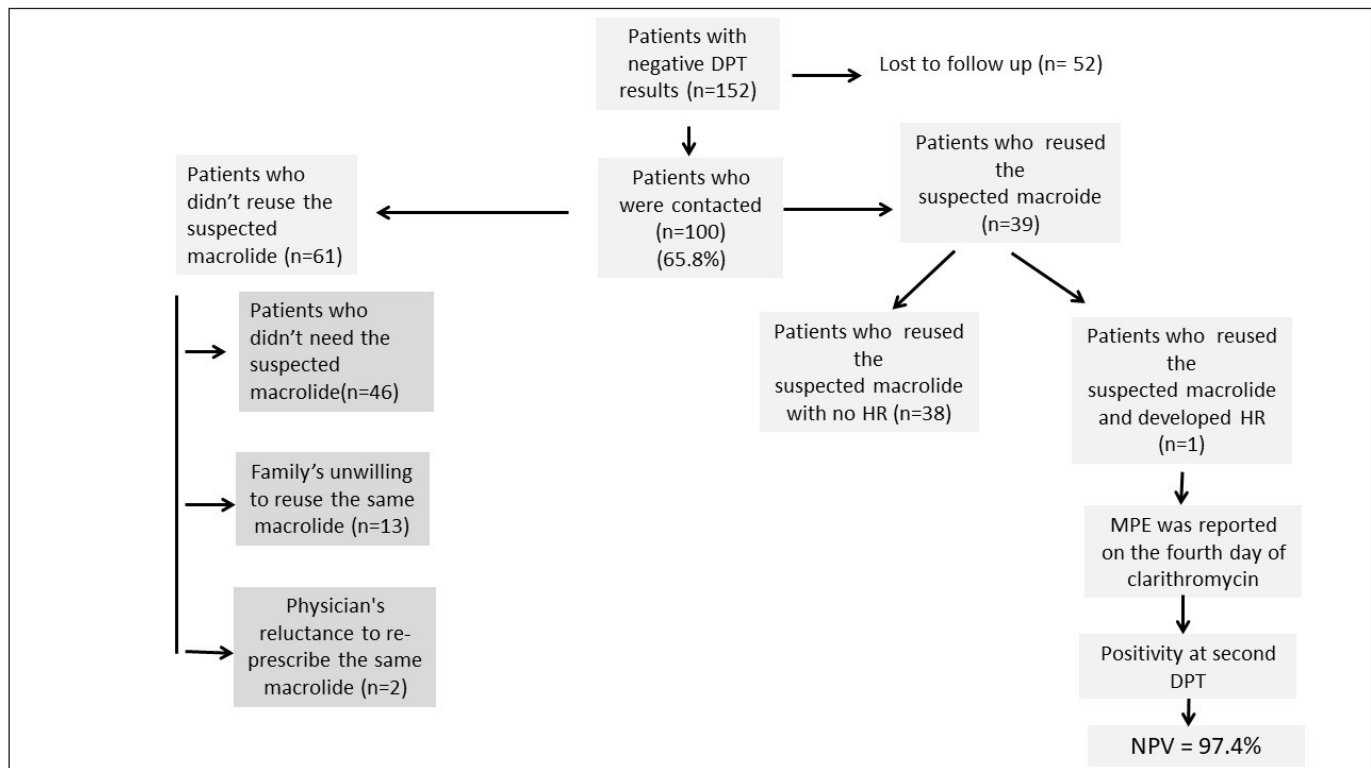 Patients with
negative DPT
results (n=152)
Lost to follow up (n= 52)
Patients who
were contacted
(n=100)
(65.8%)
Patients who reused
the
suspected macroide
(n=39)
Patients who
didn’t reuse the
suspected
macrolide (n=61)
Patients who
didn’t need the
suspected
macrolide(n=46)
Family’s unwilling
to reuse the same
macrolide (n=13)
Physician's
reluctance to re-
prescribe the same
macrolide (n=2)
Patients who reused
the
suspected macrolide
with no HR (n=38)
Patients who reused
the
suspected macrolide
and developed HR
(n=1)
MPE was reported
on the fourth day of
clarithromycin
Positivity at second
DPT
NPV = 97.4%